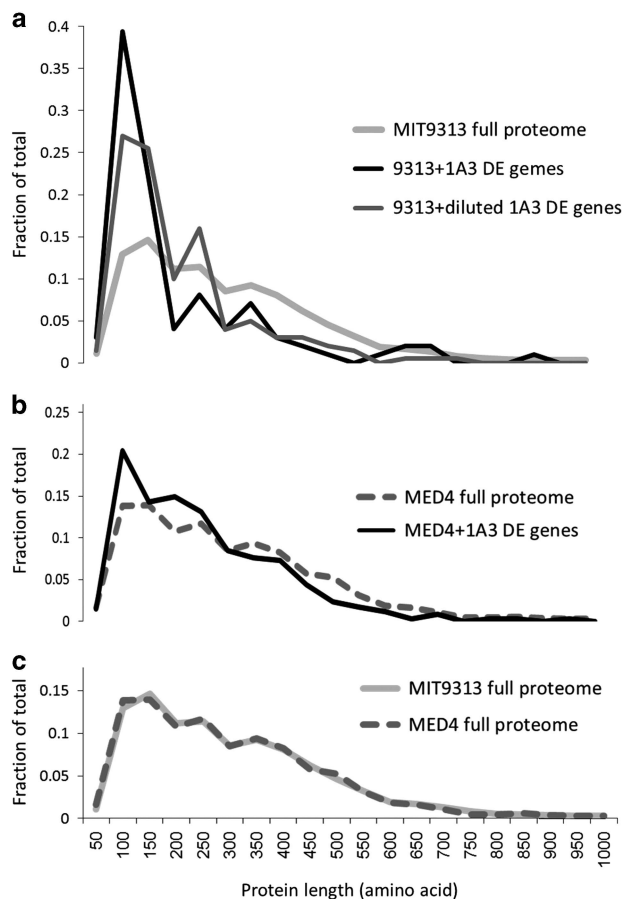 a
0.4
0.35
0.3
0.25
0.2
0.15
0.1
0.05
0
Fraction of total
MIT9313 full proteome
9313+1A3 DE gemes
9313+diluted 1A3 DE genes
b
0.25
0.2
0.15
0.1
0.05
0
Fraction of total
MED4 full proteome
MED4+1A3 DE genes
c
0.15
0.1
0.05
0
Fraction of total
MIT9313 full proteome
MED4 full proteome
50 100 150 200 250 300 350 400 450 500 550 600 650 700 750 800 850 900 950 1000
Protein length (amino acid)